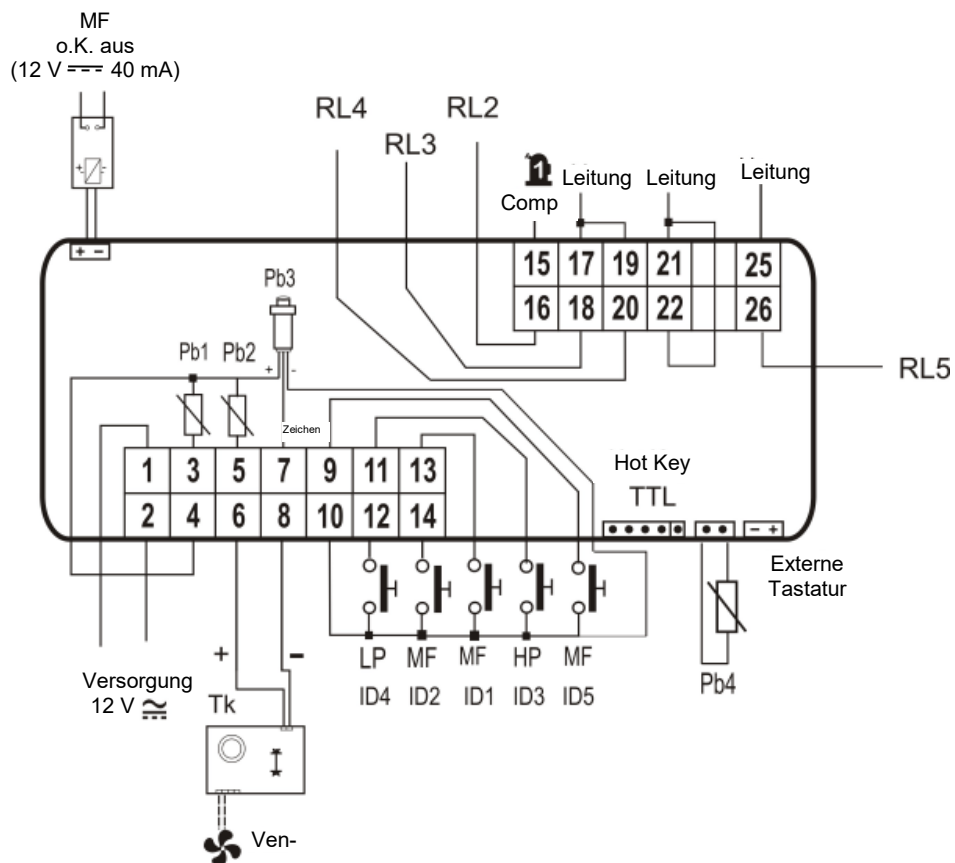 MF
o.K. aus
(12 V 40 mA)
RL4
RL2
RL3
1
Leitung
Leitung
Leitung
Comp
+ -
15 17 19 21 25
16 18 20 22 26
Pb3
Pb1
Pb2
+ -
RL5
Zeichen
1 3 5 7 9 11 13
2 4 6 8 10 12 14
Hot Key
TTL
- +
Externe
Tastatur
+ -
LP MF MF HP MF
ID4 ID2 ID1 ID3 ID5
Pb4
Versorgung
12 V
Tk
Ven-